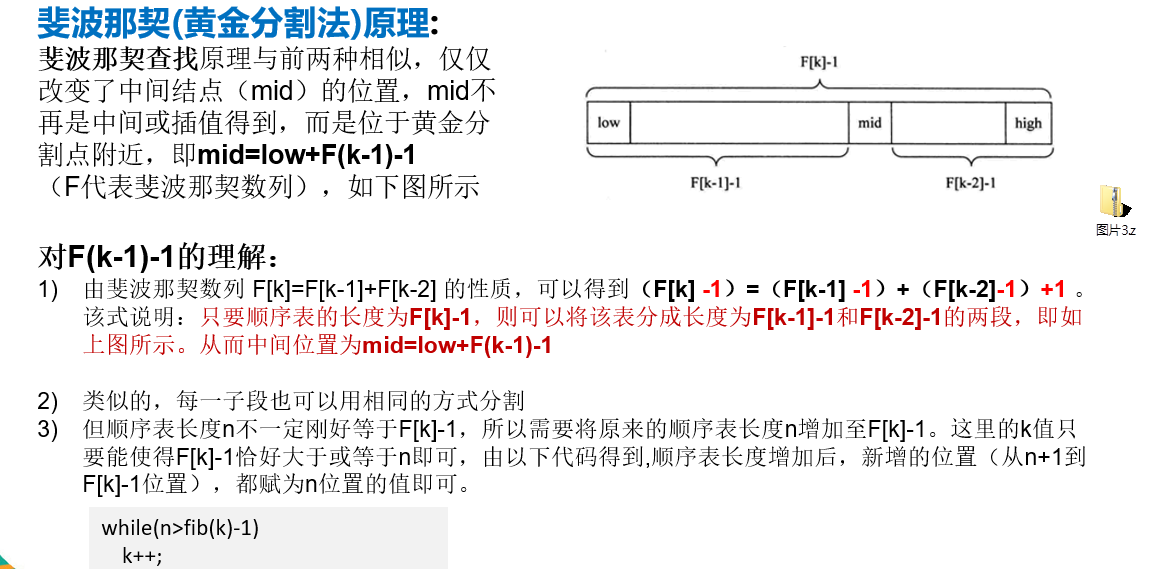 斐波那契(黄金分割法)原理:
斐波那契查找原理与前两种相似，仅仅
改变了中间结点（mid）的位置，mid不
再是中间或插值得到，而是位于黄金分
割点附近，即mid=low+F(k-1)-1
（F代表斐波那契数列），如下图所示
F[k]-1
low mid high
F[k-1]-1 F[k-2]-1
图片3.z
对F(k-1)-1的理解：
1) 由斐波那契数列 F[k]=F[k-1]+F[k-2] 的性质，可以得到（F[k] -1）=（F[k-1] -1）+（F[k-2]-1）+1 。
该式说明：只要顺序表的长度为F[k]-1，则可以将该表分成长度为F[k-1]-1和F[k-2]-1的两段，即如
上图所示。从而中间位置为mid=low+F(k-1)-1
2) 类似的，每一子段也可以用相同的方式分割
3) 但顺序表长度n不一定刚好等于F[k]-1，所以需要将原来的顺序表长度n增加至F[k]-1。这里的k值只
要能使得F[k]-1恰好大于或等于n即可，由以下代码得到,顺序表长度增加后，新增的位置（从n+1到
F[k]-1位置），都赋为n位置的值即可。
while(n>fib(k)-1)
k++;